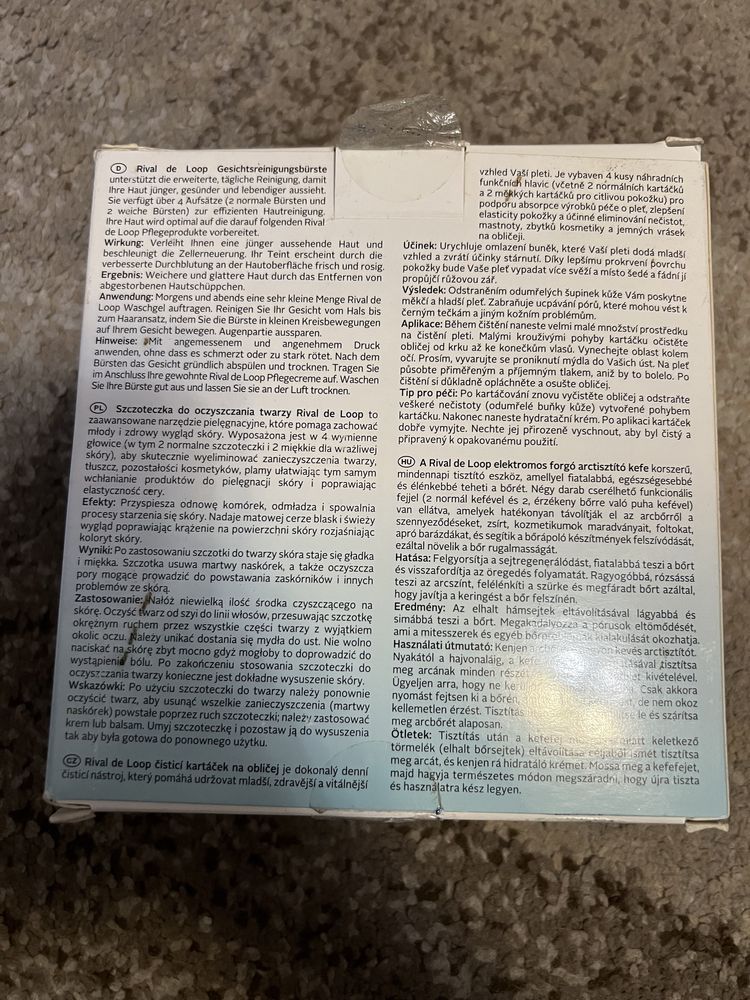 D Rival de Loop Gesichtsreinigungsbürste
unterstützt die erweiterte, tägliche Reinigung, damit
Ihre Haut jünger, gesünder und lebendiger aussieht.
Sie verfügt über 4 Aufsätze (2 normale Bürsten und
2 weiche Bürsten) zur effizienten Hautreinigung.
Ihre Haut wird optimal auf die darauf folgenden Rival
de Loop Pflegeprodukte vorbereitet.
Wirkung: Verleiht Ihnen eine jünger aussehende Haut und
beschleunigt die Zellerneuerung. Ihr Teint erscheint durch die
verbesserte Durchblutung an der Hautoberfläche frisch und rosig.
Ergebnis: Weichere und glattere Haut durch das Entfernen von
abgestorbenen Hautschüppchen.
Anwendung: Morgens und abends eine sehr kleine Menge Rival de
Loop Waschgel auftragen. Reinigen Sie Ihr Gesicht vom Hals bis
zum Haaransatz, indem Sie die Bürste in kleinen Kreisbewegungen
auf Ihrem Gesicht bewegen. Augenpartie aussparen.
Hinweise: Mit angemessenem und angenehmem Druck
anwenden, ohne dass es schmerzt oder zu stark rötet. Nach dem
Bürsten das Gesicht gründlich abspülen und trocknen. Tragen Sie
im Anschluss Ihre gewohnte Rival de Loop Pflegecreme auf. Waschen
Sie Ihre Bürste gut aus und lassen Sie sie an der Luft trocknen.
PL Szczoteczka do oczyszczania twarzy Rival de Loop to
zaawansowane narzędzie pielęgnacyjne, które pomaga zachować
młody i zdrowy wygląd skóry. Wyposażona jest w 4 wymienne
głowice (w tym 2 normalne szczoteczki i 2 miękkie dla wrażliwej
skóry), aby skutecznie wyeliminować zanieczyszczenia twarzy,
tłuszcz, pozostałości kosmetyków, plamy ułatwiając tym samym
wchłanianie produktów do pielęgnacji skóry i poprawiając
elastyczność cery.
Efekty: Przyspiesza odnowę komórek, odmładza i spowalnia
procesy starzenia się skóry. Nadaje matowej cerze blask i świeży
wygląd poprawiając krążenie na powierzchni skóry rozjaśniając
koloryt skóry.
Wyniki: Po zastosowaniu szczotki do twarzy skóra staje się gładka
i miękka. Szczotka usuwa martwy naskórek, a także oczyszcza
pory mogące prowadzić do powstawania zaskórników i innych
problemów ze skórą.
Zastosowanie: Nałóż niewielką ilość środka czyszczącego na
skórę. Oczyść twarz od szyi do linii włosów, przesuwając szczotkę
okrężnym ruchem przez wszystkie części twarzy z wyjątkiem
okolic oczu. Należy unikać dostania się mydła do ust. Nie wolno
naciskać na skórę zbyt mocno gdyż mogłoby to doprowadzić do
wystąpienia bólu. Po zakończeniu stosowania szczoteczki do
oczyszczania twarzy konieczne jest dokładne wysuszenie skóry.
Wskazówki: Po użyciu szczoteczki do twarzy należy ponownie
oczyścić twarz, aby usunąć wszelkie zanieczyszczenia (martwy
naskórek) powstałe poprzez ruch szczoteczki; należy zastosować
krem lub balsam. Umyj szczoteczkę i pozostaw ją do wysuszenia
tak aby była gotowa do ponownego użytku.
CZ Rival de Loop čisticí kartáček na obličej je dokonalý denní
čisticí nástroj, který pomáhá udržovat mladší, zdravější a vitálnější
vzhled Vaší pleti. Je vybaven 4 kusy náhradních
funkčních hlavic (včetně 2 normálních kartáčků
a 2 měkkých kartáčků pro citlivou pokožku) pro
podporu absorpce výrobků péče o pleť, zlepšení
elasticity pokožky a účinné eliminování nečistot,
mastnoty, zbytků kosmetiky a jemných vrásek
na obličeji.
Účinek: Urychluje omlazení buněk, které Vaší pleti dodá mladší
vzhled a zvrátí účinky stárnutí. Díky lepšímu prokrvení povrchu
pokožky bude Vaše pleť vypadat více svěží a místo šedé a fádní jí
propůjčí růžovou zář.
Výsledek: Odstraněním odumřelých šupinek kůže Vám poskytne
měkčí a hladší pleť. Zabraňuje ucpávání pórů, které mohou vést k
černým tečkám a jiným kožním problémům.
Aplikace: Během čištění naneste velmi malé množství prostředku
na čištění pleti. Malými krouživými pohyby kartáčku očistěte
obličej od krku až ke konečkům vlasů. Vynechejte oblast kolem
očí. Prosím, vyvarujte se proniknutí mýdla do Vašich úst. Na pleť
působte přiměřeným a příjemným tlakem, aniž by to bolelo. Po
čištění si důkladně opláchněte a osušte obličej.
Tip pro péči: Po kartáčování znovu vyčistěte obličej a odstraňte
veškeré nečistoty (odumřelé buňky kůže) vytvořené pohybem
kartáčku. Nakonec naneste hydratační krém. Po aplikaci kartáček
dobře vymyjte. Nechte jej přirozeně vyschnout, aby byl čistý a
připravený k opakovanému použití.
HU A Rival de Loop elektromos forgó arctisztító kefe korszerű,
mindennapi tisztító eszköz, amellyel fiatalabbá, egészségesebbé
és élénkebbé teheti a bőrét. Négy darab cserélhető funkcionális
fejjel (2 normál kefével és 2, érzékeny bőrre való puha kefével)
van ellátva, amelyek hatékonyan távolítják el az arcbőrről a
szennyeződéseket, zsírt, kozmetikumok maradványait, foltokat,
apró barázdákat, és segítik a bőrápoló készítmények felszívódását,
ezáltal növelik a bőr rugalmasságát.
Hatása: Felgyorsítja a sejtregenerálódást, fiatalabbá teszi a bőrt
és visszafordítja az öregedés folyamatát. Ragyogóbbá, rózsássá
teszi az arcszínt, felélénkíti a szürke és megfáradt bőrt azáltal,
hogy javítja a keringést a bőr felszínén.
Eredmény: Az elhalt hámsejtek eltávolításával lágyabbá és
simábbá teszi a bőrt. Megakadályozza a pórusok eltömődését,
ami a mitesszerek és egyéb kialakulását okozhatja.
Használati útmutató: Kenjen a kevés arctisztítót.
Nyakától a hajvonaláig, a tisztítsa
meg arcának minden kivételével.
Ügyeljen arra, hogy ne Csak akkora
nyomást fejtsen ki a bőrén, de nem okoz
kellemetlen érzést. és szárítsa
meg arcbőrét alaposan.
Ötletek: Tisztítás után a keletkező
törmelék (elhalt bőrsejtek) eltávolítása céljából ismét tisztítsa
meg arcát, és kenjen rá hidratáló krémet. Mossa meg a kefefejet,
majd hagyja természetes módon megszáradni, hogy újra tiszta
és használatra kész legyen.